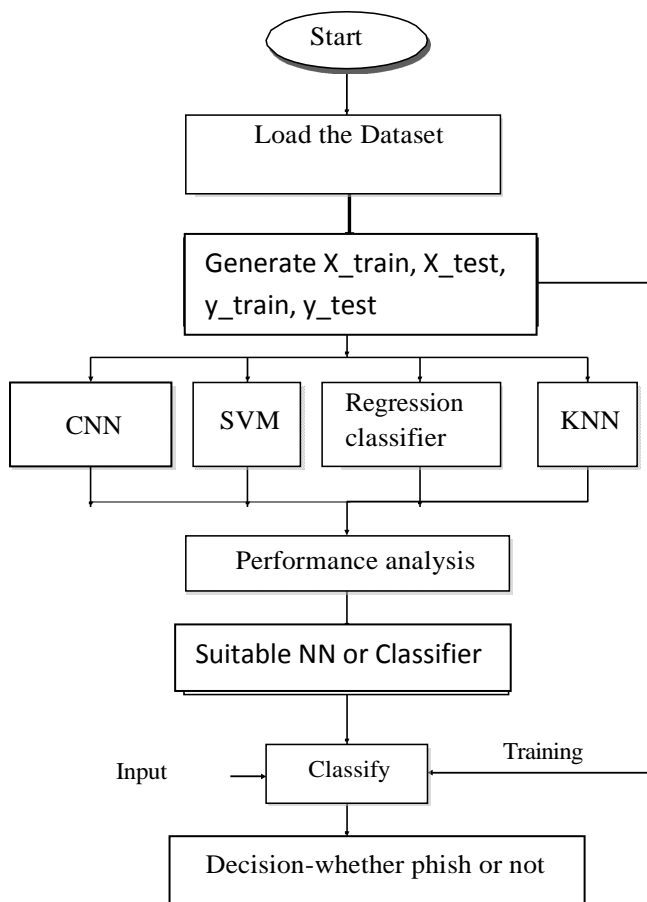 Start
Load the Dataset
Generate X_train, X_test,
y_train, y_test
CNN
SVM
Regression
classifier
KNN
Performance analysis
Suitable NN or Classifier
Input
Classify
Training
Decision-whether phish or not